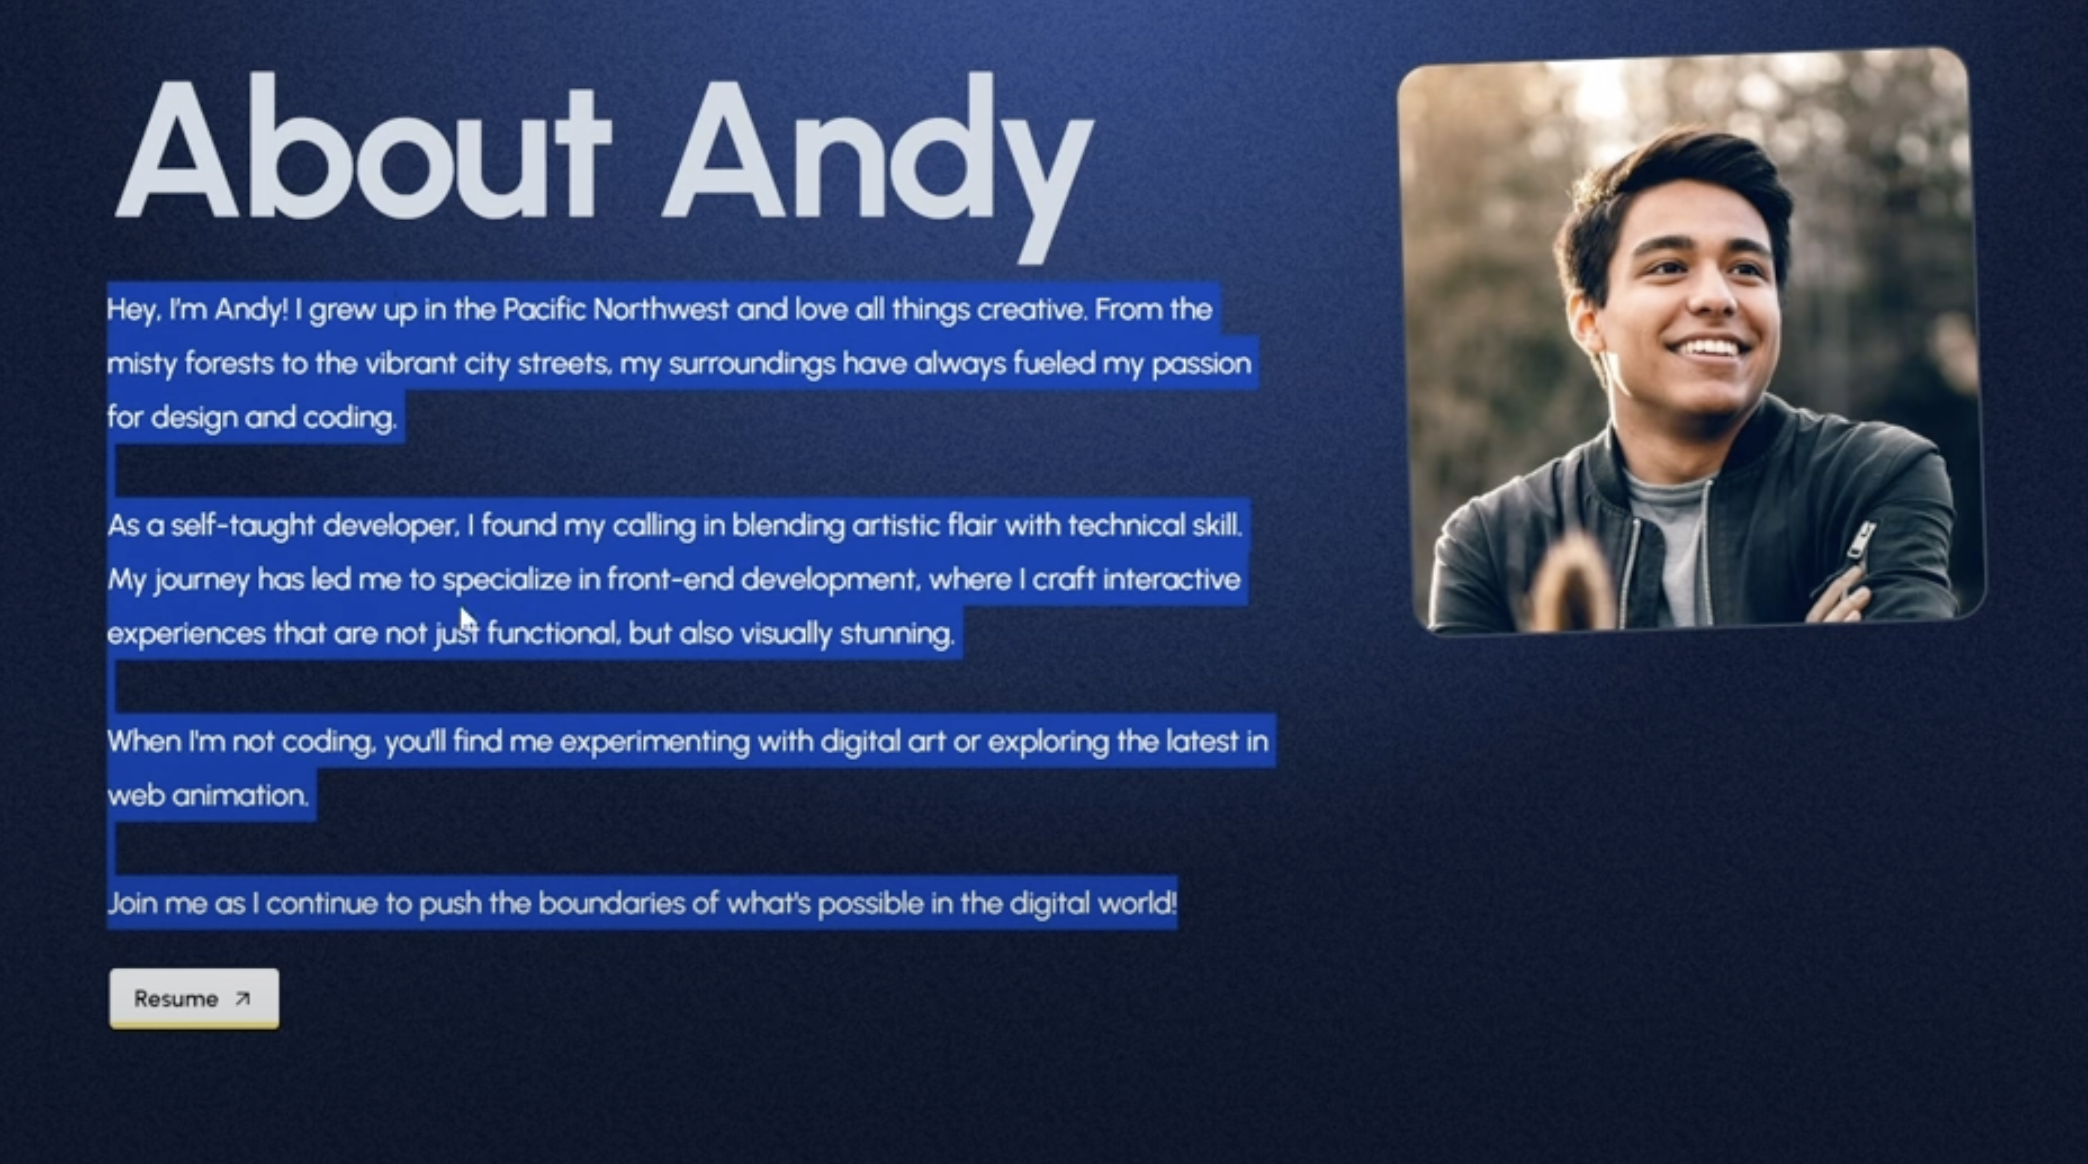 About Andy
Hey, I'm Andy! I grew up in the Pacific Northwest and love all things creative. From the
misty forests to the vibrant city streets, my surroundings have always fueled my passion
for design and coding.
As a self-taught developer, I found my calling in blending artistic flair with technical skill.
My journey has led me to specialize in front-end development, where I craft interactive
experiences that are not just functional, but also visually stunning.
When I'm not coding, you'll find me experimenting with digital art or exploring the latest in
web animation.
Join me as I continue to push the boundaries of what's possible in the digital world!
Resume ↗